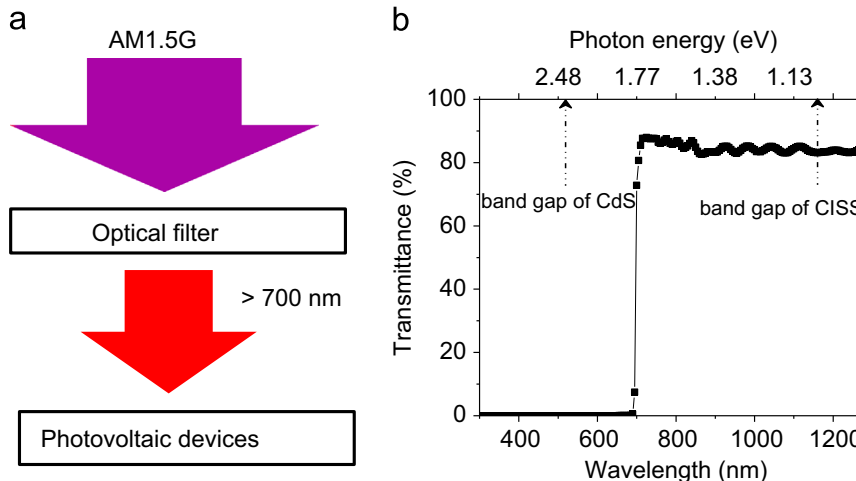 a
AM1.5G
Optical filter
> 700 nm
Photovoltaic devices
b
Photon energy (eV)
2.48 1.77 1.38 1.13
100
80
60
40
20
0
Transmittance (%)
band gap of CdS
band gap of CISS
400 600 800 1000 1200
Wavelength (nm)